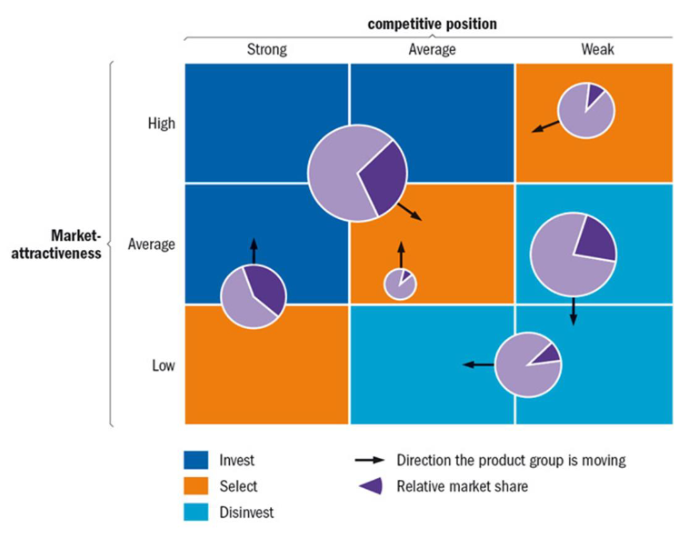 competitive position
Strong
Average
Weak
High
Market-
attractiveness
Average
Low
Invest
Direction the product group is moving
Select
Relative market share
Disinvest